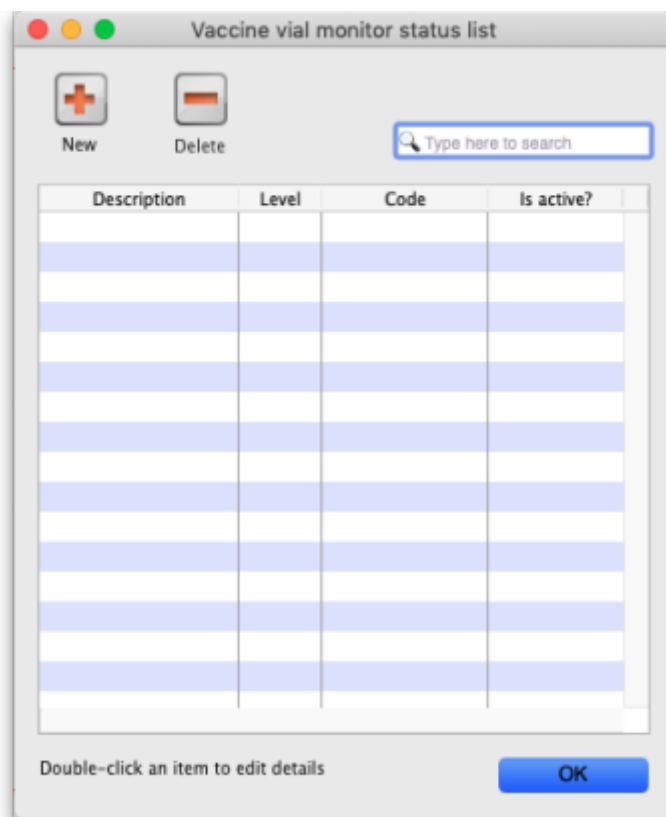 Vaccine vial monitor status list
New Delete
Type here to search
Description Level Code Is active?
Double-click an item to edit details
OK